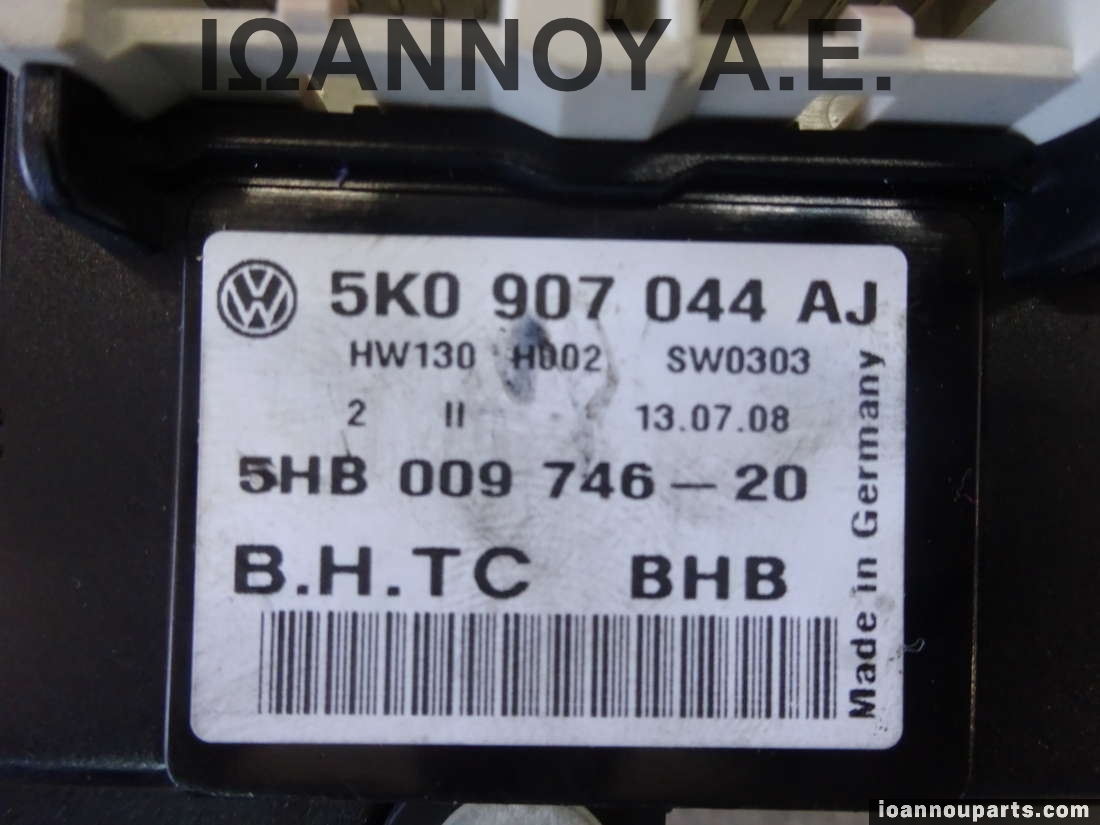 ΙΩΑΝΝΟΥ Α.Ε.
5K0 907 044 AJ
HW130 H002 SW0303
2 II 13.07.08
5HB 009 746 - 20
B.H.TC BHB
Made in Germany
ioannouparts.com